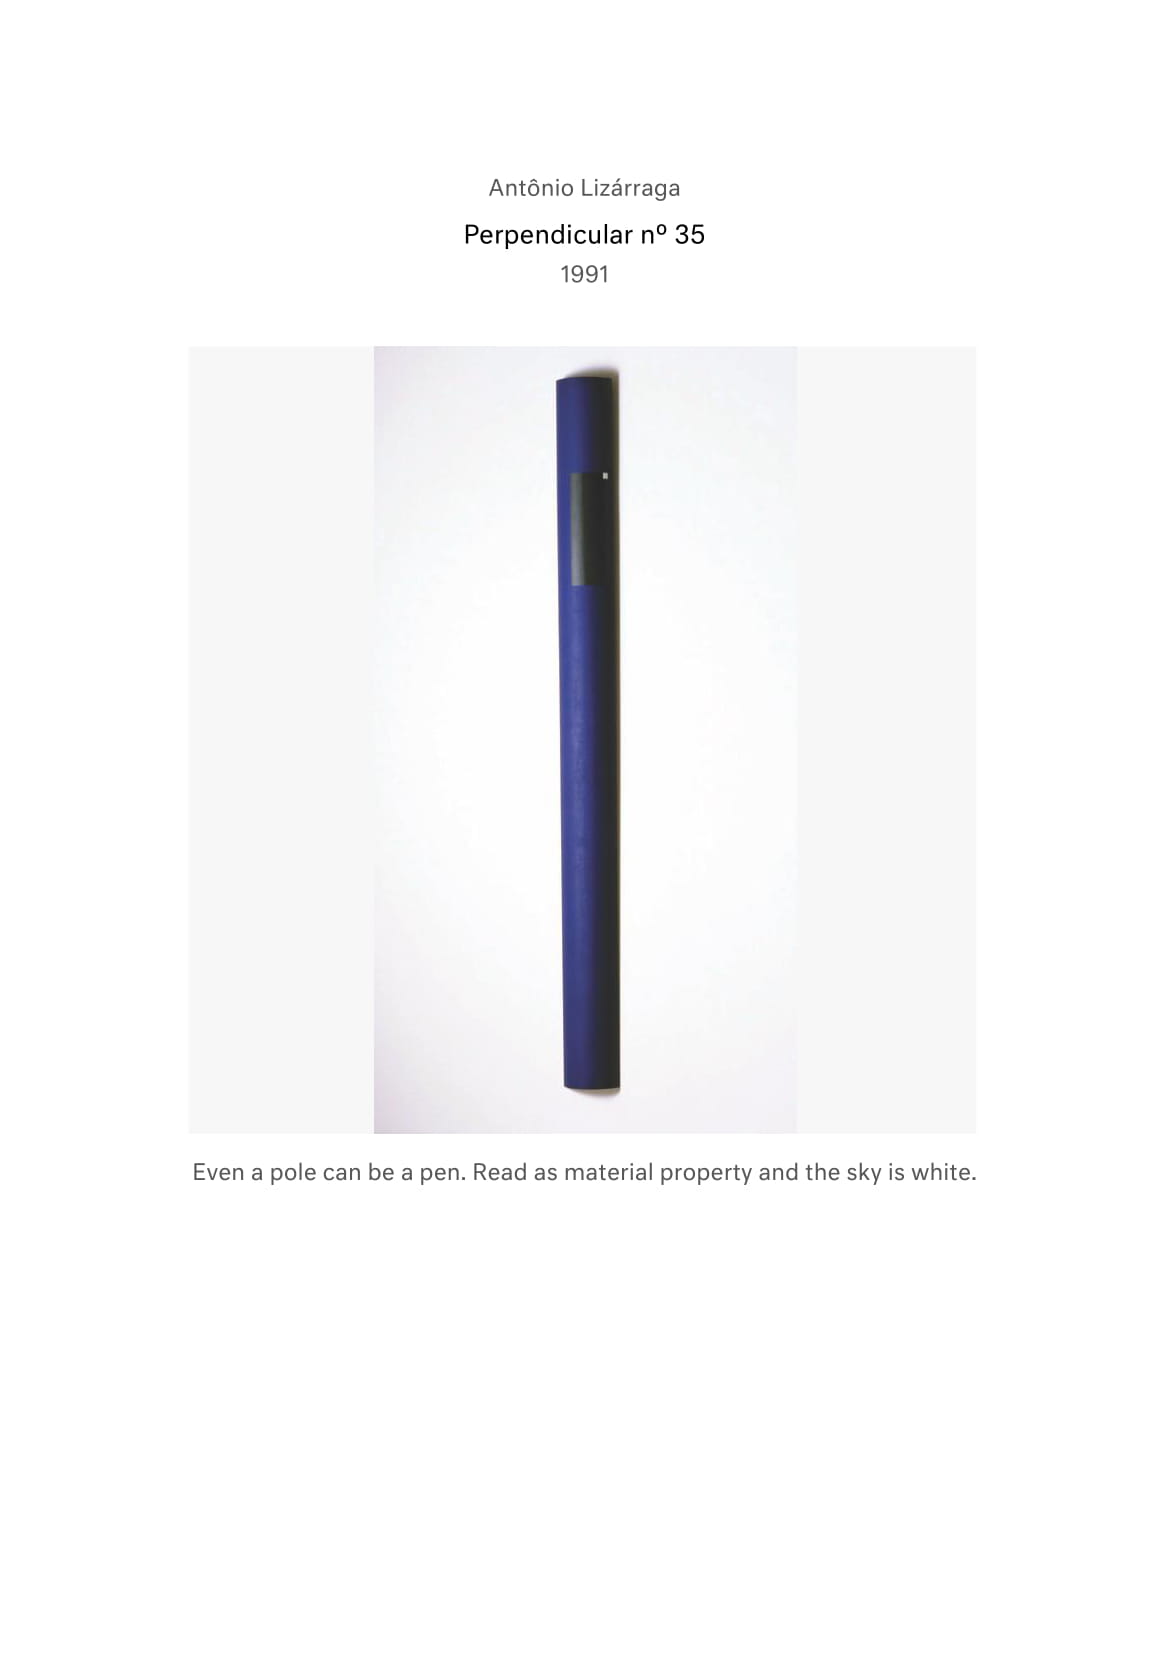 Antônio Lizárraga
Perpendicular nº 35
1991
Even a pole can be a pen. Read as material property and the sky is white.